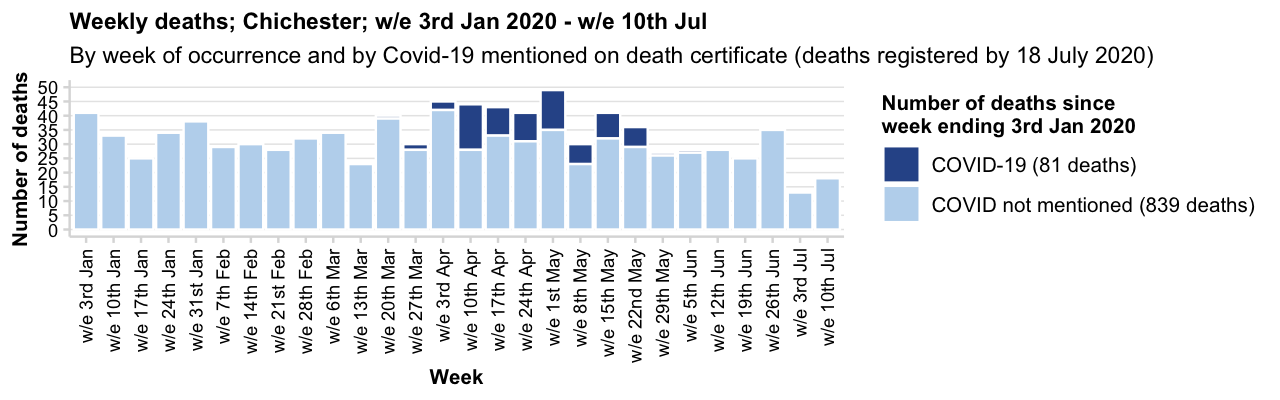 Weekly deaths; Chichester; w/e 3rd Jan 2020 - w/e 10th Jul
By week of occurrence and by Covid-19 mentioned on death certificate (deaths registered by 18 July 2020)
Number of deaths
50
45
40
35
30
25
20
15
10
5
0
w/e 3rd Jan
w/e 10th Jan
w/e 17th Jan
w/e 24th Jan
w/e 31st Jan
w/e 7th Feb
w/e 14th Feb
w/e 21st Feb
w/e 28th Feb
w/e 6th Mar
w/e 13th Mar
w/e 20th Mar
w/e 27th Mar
w/e 3rd Apr
w/e 10th Apr
w/e 17th Apr
w/e 24th Apr
w/e 1st May
w/e 8th May
w/e 15th May
w/e 22nd May
w/e 29th May
w/e 5th Jun
w/e 12th Jun
w/e 19th Jun
w/e 26th Jun
w/e 3rd Jul
w/e 10th Jul
Week
Number of deaths since
week ending 3rd Jan 2020
COVID-19 (81 deaths)
COVID not mentioned (839 deaths)